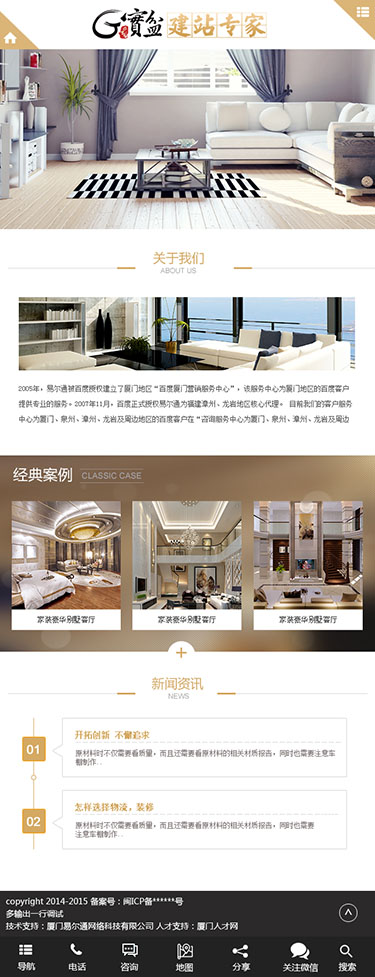 G寶盆建站专家
关于我们
ABOUT US
2005年，易尔通被百度授权建立了厦门地区“百度厦门营销服务中心”，该服务中心为厦门地区的百度客户
提供专业的服务。2007年11月，百度正式授权易尔通为福建漳州、龙岩地区核心代理。 目前我们的客户服务
中心为厦门、泉州、漳州、龙岩及周边地区的百度客户在“咨询服务中心为厦门、泉州、漳州、龙岩及周边
经典案例 CLASSIC CASE
家装豪华别墅客厅 家装豪华别墅客厅 家装豪华别墅客厅
新闻资讯
NEWS
01
开拓创新 不懈追求
原材料时不仅需要看质量，而且还需要看原材料的相关材质报告，同时也需要注意车
棚制作..
02
怎样选择物流，装修
原材料时不仅需要看质量，而且还需要看原材料的相关材质报告，同时也需要
注意车棚制作..
copyright 2014-2015 备案号：闽ICP备******号
多输出一行调试
技术支持：厦门易尔通网络科技有限公司 人才支持：厦门人才网
导航 电话 咨询 地图 分享 关注微信 搜索